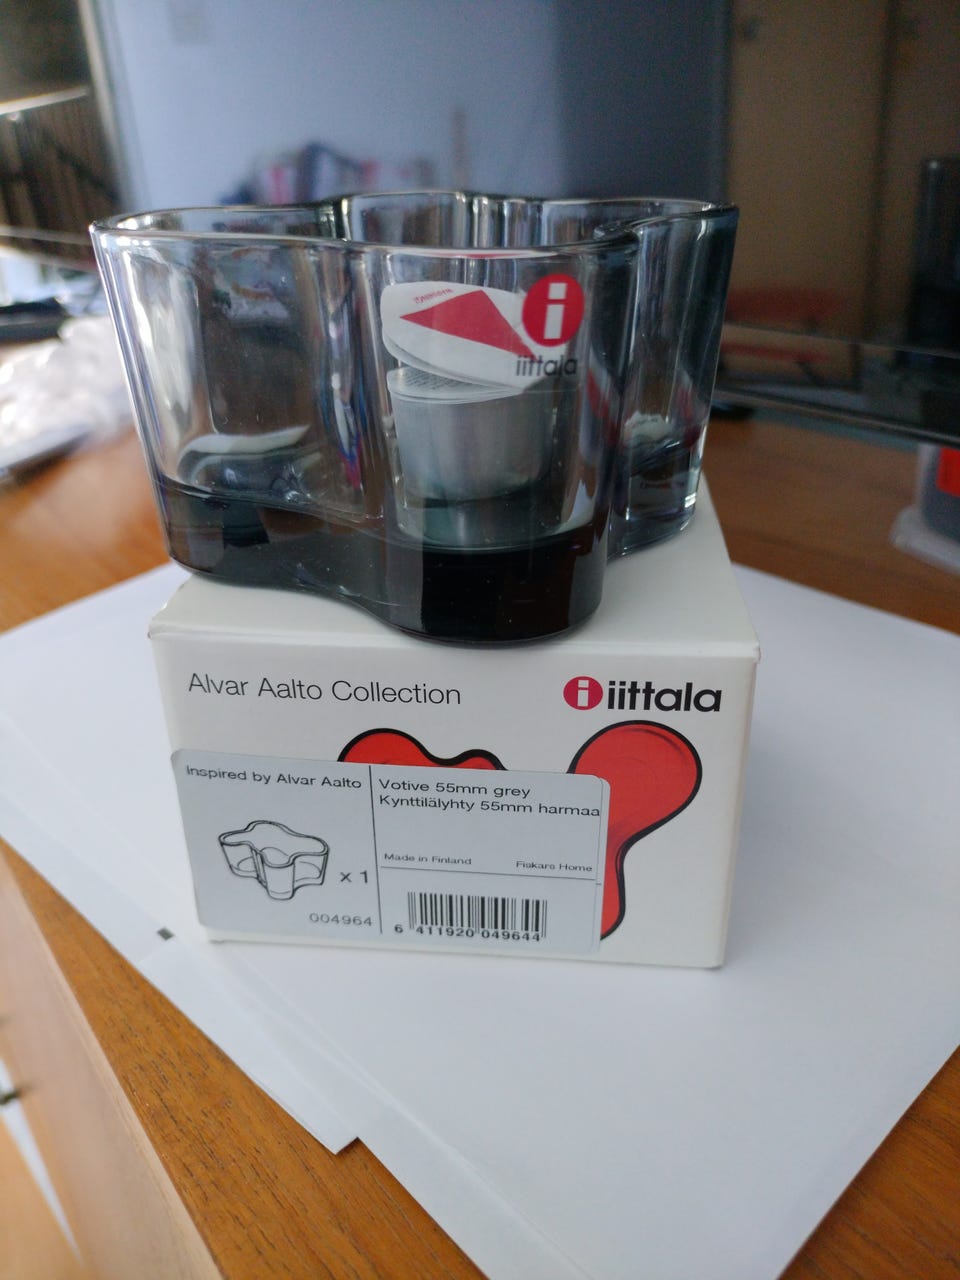 i
iittala
Alvar Aalto Collection
i iittala
Inspired by Alvar Aalto
x 1
004964
Votive 55mm grey
Kynttilälyhty 55mm harmaa
Made in Finland
Fiskars Home
6 411920 049644